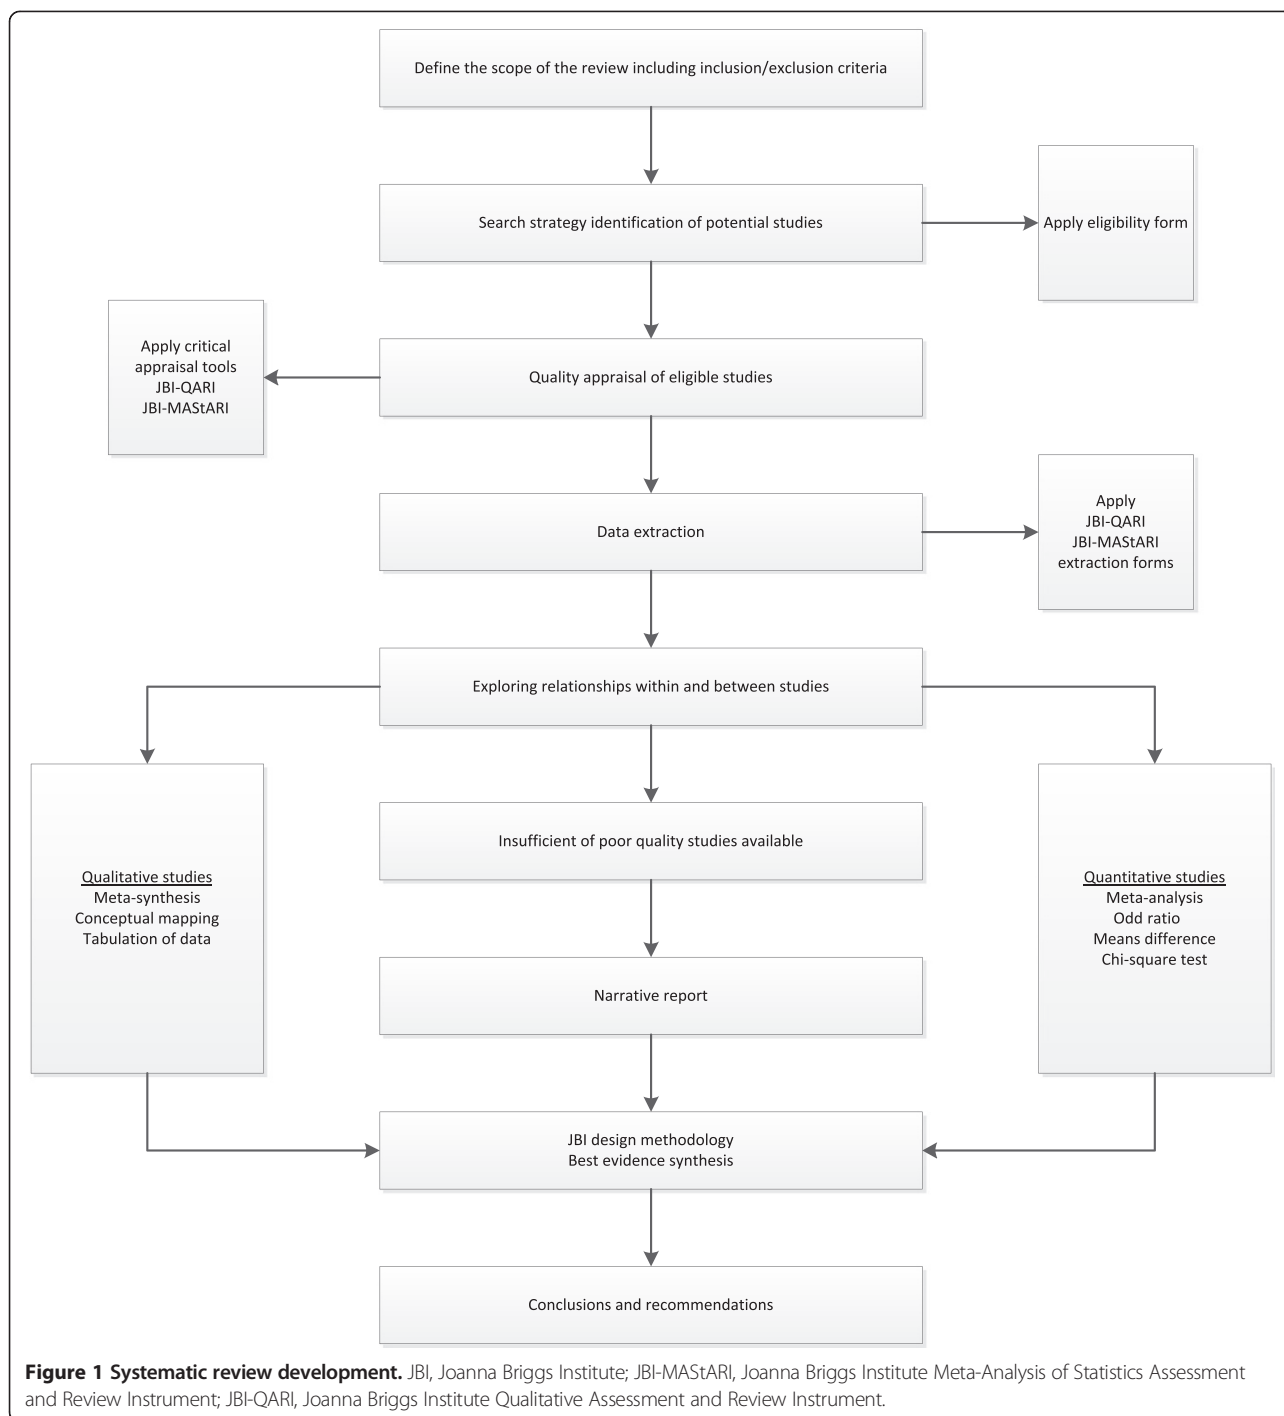 Define the scope of the review including inclusion/exclusion criteria
Search strategy identification of potential studies
Apply eligibility form
Apply critical
appraisal tools
JBI-QARI
JBI-MAStARI
Quality appraisal of eligible studies
Data extraction
Apply
JBI-QARI
JBI-MAStARI
extraction forms
Exploring relationships within and between studies
Insufficient of poor quality studies available
Qualitative studies
Meta-synthesis
Conceptual mapping
Tabulation of data
Quantitative studies
Meta-analysis
Odd ratio
Means difference
Chi-square test
Narrative report
JBI design methodology
Best evidence synthesis
Conclusions and recommendations
Figure 1 Systematic review development. JBI, Joanna Briggs Institute; JBI-MAStARI, Joanna Briggs Institute Meta-Analysis of Statistics Assessment
and Review Instrument; JBI-QARI, Joanna Briggs Institute Qualitative Assessment and Review Instrument.